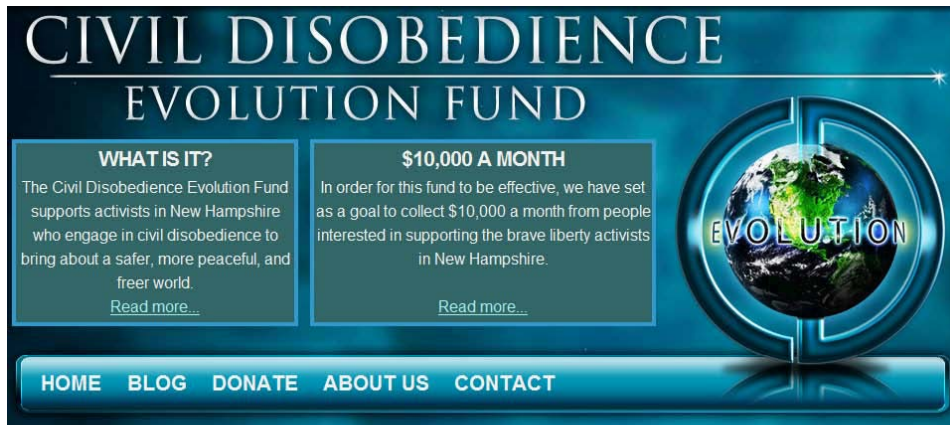 CIVIL DISOBEDIENCE
EVOLUTION FUND
WHAT IS IT?
The Civil Disobedience Evolution Fund
supports activists in New Hampshire
who engage in civil disobedience to
bring about a safer, more peaceful, and
freer world.
Read more...
$10,000 A MONTH
In order for this fund to be effective, we have set
as a goal to collect $10,000 a month from people
interested in supporting the brave liberty activists
in New Hampshire.
Read more...
EVOLUTION
HOME BLOG DONATE ABOUT US CONTACT